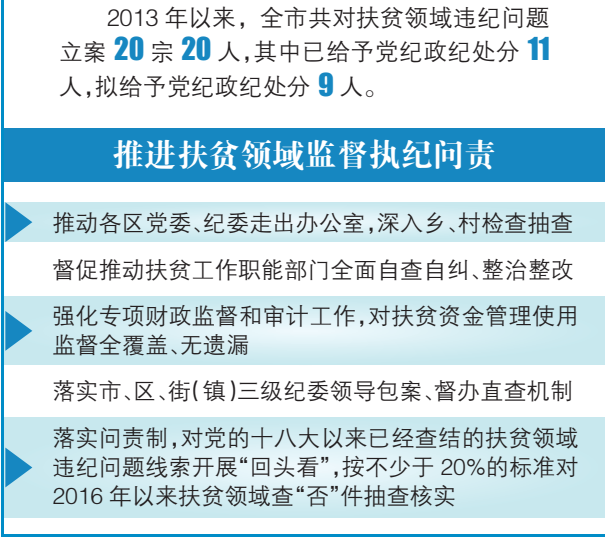 2013 年以来，全市共对扶贫领域违纪问题
立案 20 宗 20 人，其中已给予党纪政纪处分 11
人，拟给予党纪政纪处分 9 人。
推进扶贫领域监督执纪问责
推动各区党委、纪委走出办公室，深入乡、村检查抽查
督促推动扶贫工作职能部门全面自查自纠、整治整改
强化专项财政监督和审计工作，对扶贫资金管理使用
监督全覆盖、无遗漏
落实市、区、街（镇）三级纪委领导包案、督办直查机制
落实问责制，对党的十八大以来已经查结的扶贫领域
违纪问题线索开展“回头看”，按不少于 20%的标准对
2016 年以来扶贫领域查“否”件抽查核实